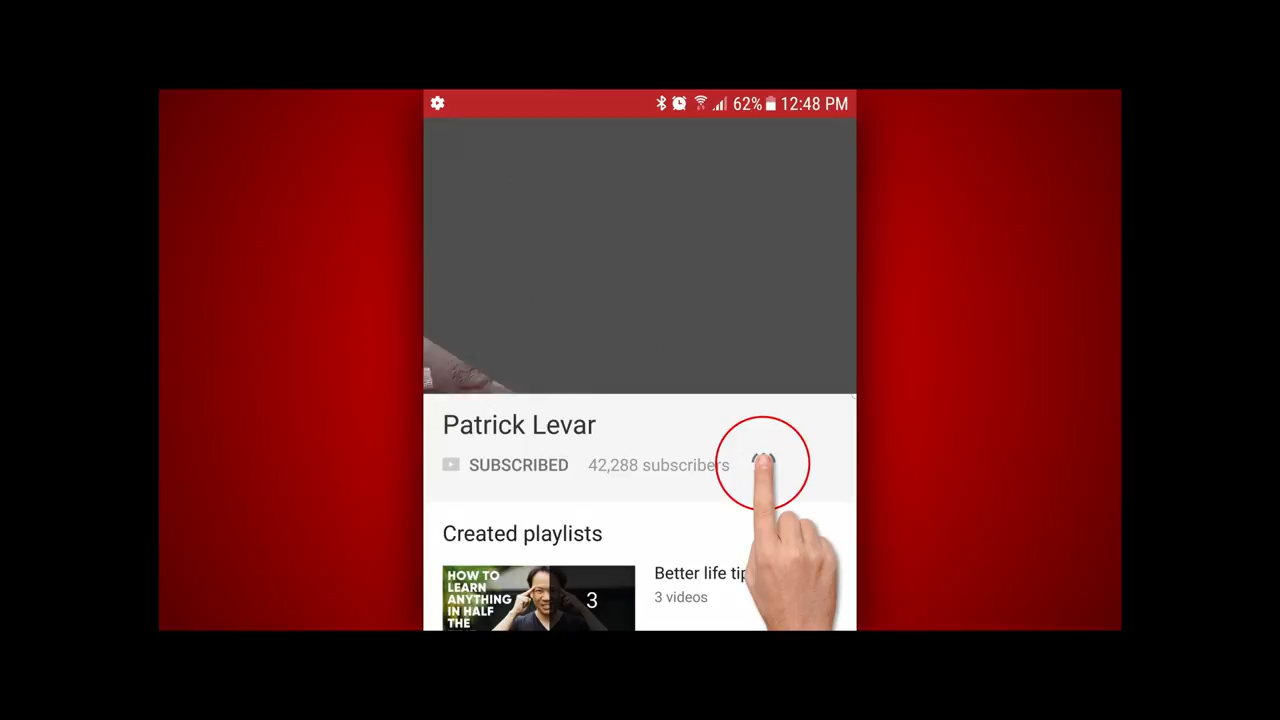 62% 12:48 PM
Patrick Levar
SUBSCRIBED 42,288 subscribers
Created playlists
HOW TO
LEARN
ANYTHING
IN HALF
THE
3
Better life tip
3 videos